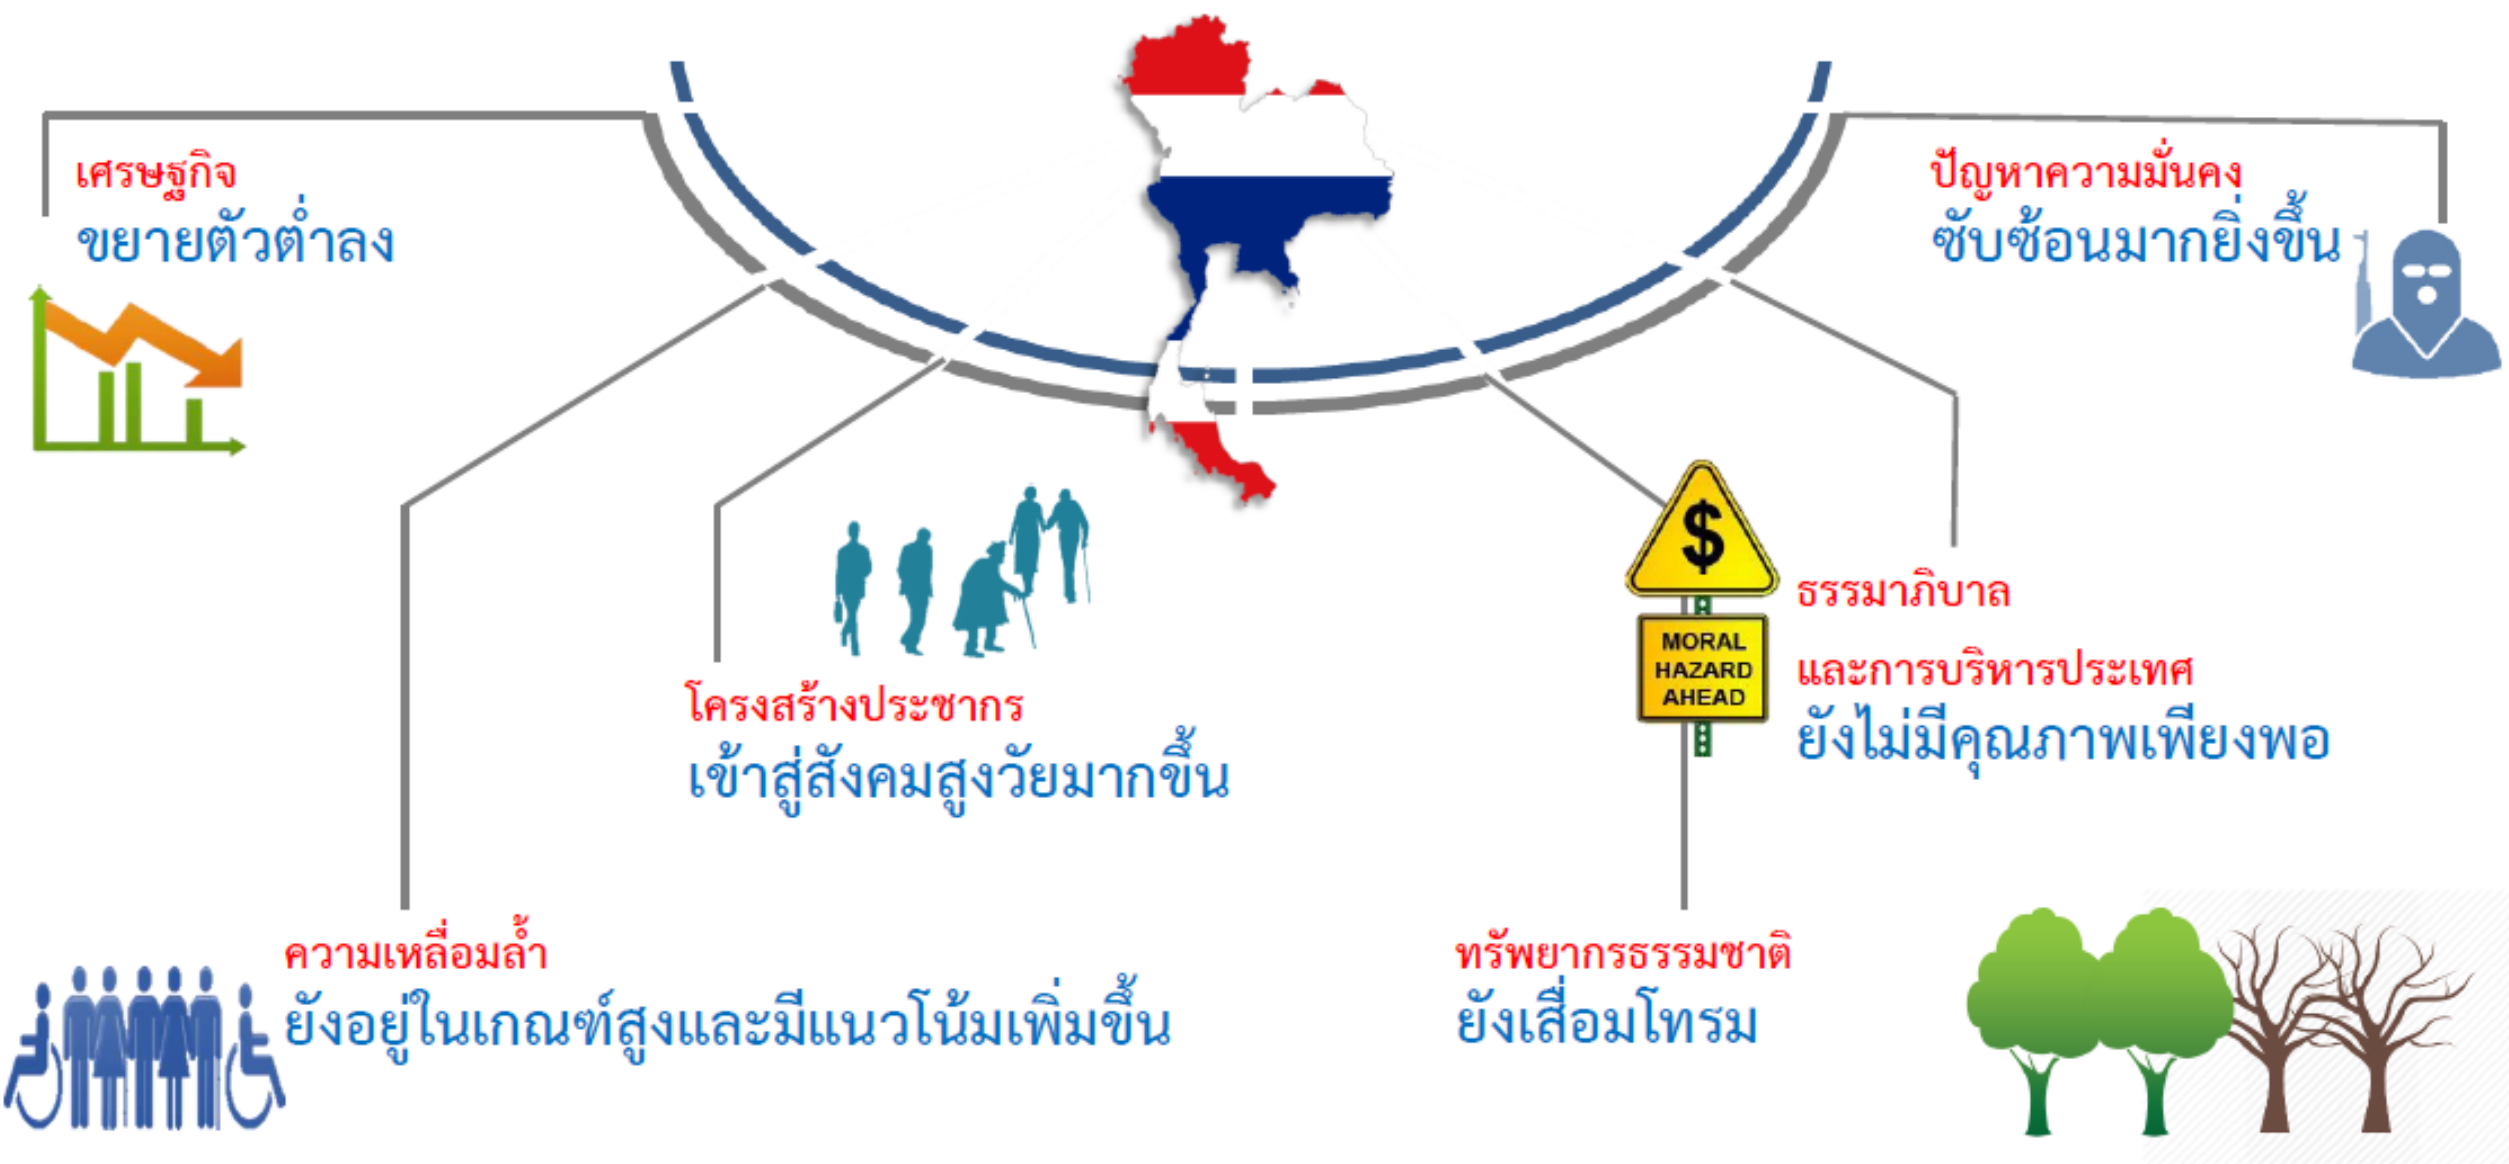 เศรษฐกิจ
ขยายตัวต่ำลง
ปัญหาความมั่นคง
ซับซ้อนมากยิ่งขึ้น
โครงสร้างประชากร
เข้าสู่สังคมสูงวัยมากขึ้น
$
MORAL
HAZARD
AHEAD
ธรรมาภิบาล
และการบริหารประเทศ
ยังไม่มีคุณภาพเพียงพอ
ความเหลื่อมล้ำ
ยังอยู่ในเกณฑ์สูงและมีแนวโน้มเพิ่มขึ้น
ทรัพยากรธรรมชาติ
ยังเสื่อมโทรม